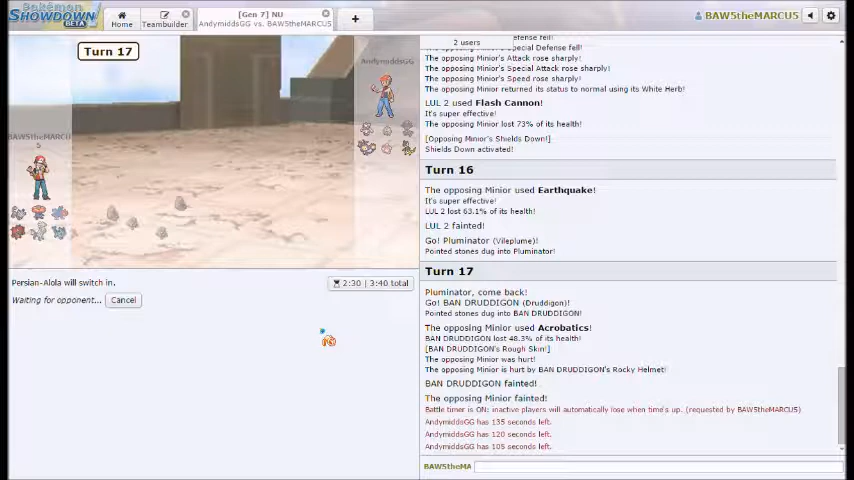 Pokémon
SHOWDOWN
BETA
Home
Teambuilder
[Gen 7] NU
AndymiddsGG vs. BAW5theMARCUS
+
BAW5theMARCUS
Turn 17
AndymiddsGG
BAW5theMARCU
S
Persian-Alola will switch in.
2:30 | 3:40 total
Waiting for opponent...
Cancel
2 users
The opposing Minior's Attack rose sharply!
The opposing Minior's Special Attack rose sharply!
The opposing Minior's Speed rose sharply!
The opposing Minior returned its status to normal using its White Herb!
LUL 2 used Flash Cannon!
It's super effective!
The opposing Minior lost 73% of its health!
[Opposing Minior's Shields Down!]
Shields Down activated!
Turn 16
The opposing Minior used Earthquake!
It's super effective!
LUL 2 lost 63.1% of its health!
LUL 2 fainted!
Go! Pluminator (Vileplume)!
Pointed stones dug into Pluminator!
Turn 17
Pluminator, come back!
Go! BAN DRUDDIGON (Druddigon)!
Pointed stones dug into BAN DRUDDIGON!
The opposing Minior used Acrobatics!
BAN DRUDDIGON lost 48.3% of its health!
[BAN DRUDDIGON's Rough Skin!]
The opposing Minior was hurt!
The opposing Minior is hurt by BAN DRUDDIGON's Rocky Helmet!
BAN DRUDDIGON fainted!
The opposing Minior fainted!
Battle timer is ON: inactive players will automatically lose when time's up. (requested by BAW5theMARCUS)
AndymiddsGG has 135 seconds left.
AndymiddsGG has 120 seconds left.
AndymiddsGG has 105 seconds left.
BAW5theMA